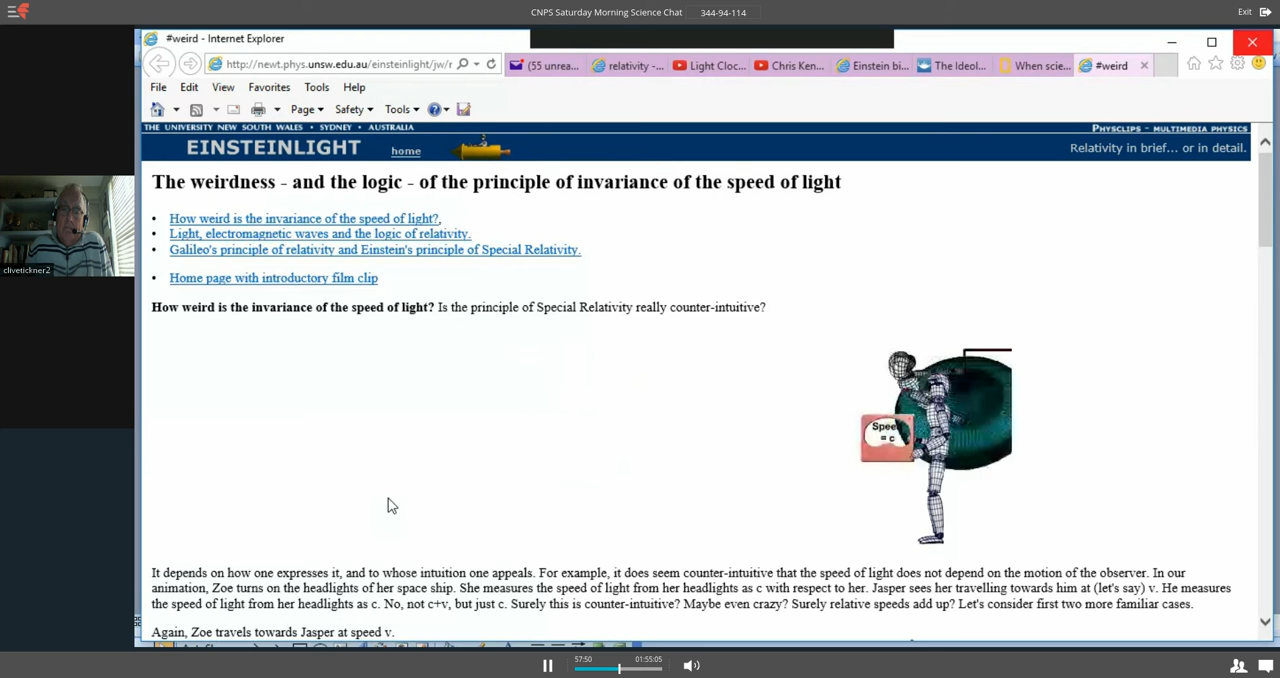 CNPS Saturday Morning Science Chat 344-94-114
Exit
#weird - Internet Explorer
http://newt.phys.unsw.edu.au/einsteinlight/jw/r
(55 unrea...
relativity -...
Light Cloc...
Chris Ken...
Einstein bi...
The Ideol...
When scie...
#weird
File Edit View Favorites Tools Help
Page Safety Tools
THE UNIVERSITY NEW SOUTH WALES • SYDNEY • AUSTRALIA
PHYSCLIPS - MULTIMEDIA PHYSICS
EINSTEINLIGHT home
Relativity in brief... or in detail.
The weirdness - and the logic - of the principle of invariance of the speed of light
• How weird is the invariance of the speed of light?,
• Light, electromagnetic waves and the logic of relativity.
• Galileo's principle of relativity and Einstein's principle of Special Relativity.
• Home page with introductory film clip
clivetickner2
How weird is the invariance of the speed of light? Is the principle of Special Relativity really counter-intuitive?
Speed
= c
It depends on how one expresses it, and to whose intuition one appeals. For example, it does seem counter-intuitive that the speed of light does not depend on the motion of the observer. In our
animation, Zoe turns on the headlights of her space ship. She measures the speed of light from her headlights as c with respect to her. Jasper sees her travelling towards him at (let's say) v. He measures
the speed of light from her headlights as c. No, not c+v, but just c. Surely this is counter-intuitive? Maybe even crazy? Surely relative speeds add up? Let's consider first two more familiar cases.
Again, Zoe travels towards Jasper at speed v.
57:50 01:55:05